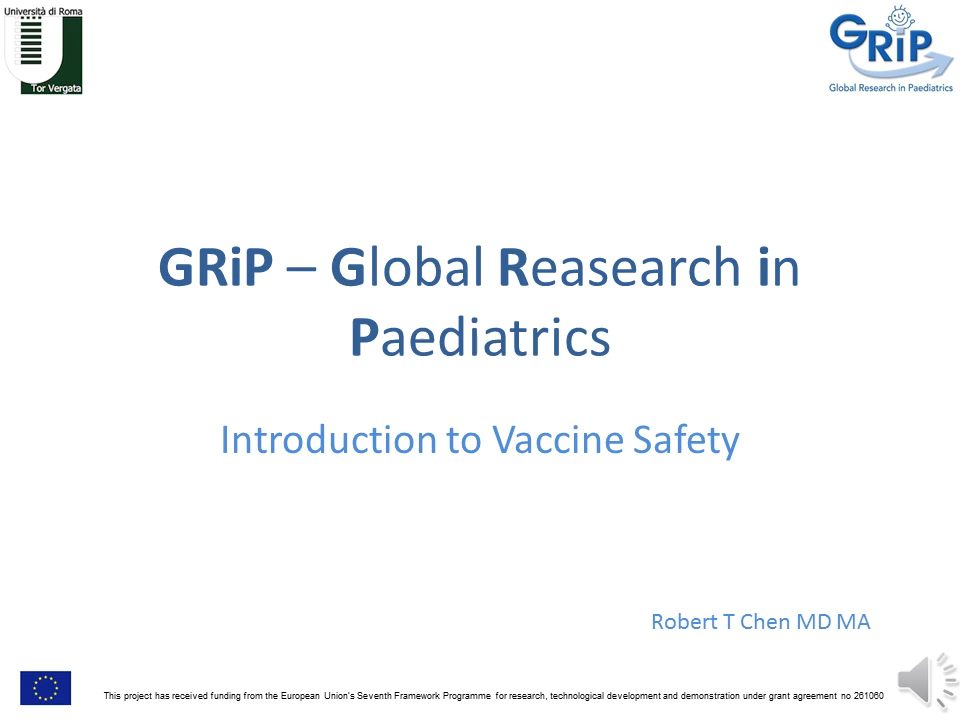 Università di Roma
Tor Vergata
GRiP
Global Research in Paediatrics
GRiP – Global Reasearch in
Paediatrics
Introduction to Vaccine Safety
Robert T Chen MD MA
This project has received funding from the European Union's Seventh Framework Programme for research, technological development and demonstration under grant agreement no 261060